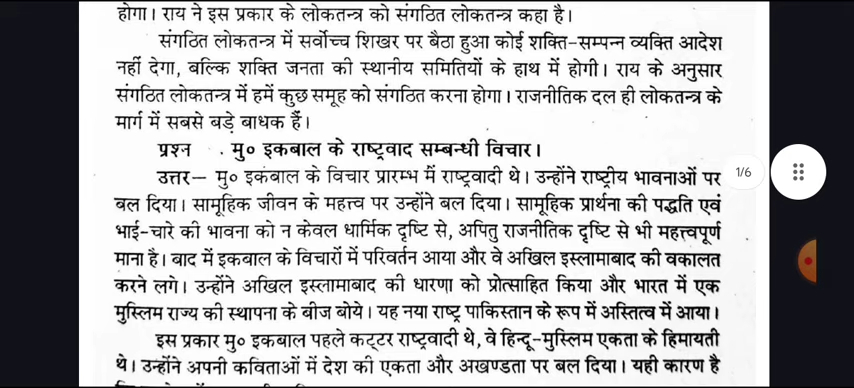 होगा। राय ने इस प्रकार के लोकतन्त्र को संगठित लोकतन्त्र कहा है।
संगठित लोकतन्त्र में सर्वोच्च शिखर पर बैठा हुआ कोई शक्ति-सम्पन्न व्यक्ति आदेश
नहीं देगा, बल्कि शक्ति जनता की स्थानीय समितियों के हाथ में होगी। राय के अनुसार
संगठित लोकतन्त्र में हमें कुछ समूह को संगठित करना होगा। राजनीतिक दल ही लोकतन्त्र के
मार्ग में सबसे बड़े बाधक हैं।
प्रश्न . मु० इकबाल के राष्ट्रवाद सम्बन्धी विचार।
उत्तर— मु० इकबाल के विचार प्रारम्भ में राष्ट्रवादी थे। उन्होंने राष्ट्रीय भावनाओं पर
बल दिया। सामूहिक जीवन के महत्त्व पर उन्होंने बल दिया। सामूहिक प्रार्थना की पद्धति एवं
भाई-चारे की भावना को न केवल धार्मिक दृष्टि से, अपितु राजनीतिक दृष्टि से भी महत्त्वपूर्ण
माना है। बाद में इकबाल के विचारों में परिवर्तन आया और वे अखिल इस्लामाबाद की वकालत
करने लगे। उन्होंने अखिल इस्लामाबाद की धारणा को प्रोत्साहित किया और भारत में एक
मुस्लिम राज्य की स्थापना के बीज बोये। यह नया राष्ट्र पाकिस्तान के रूप में अस्तित्व में आया।
इस प्रकार मु० इकबाल पहले कट्टर राष्ट्रवादी थे, वे हिन्दू-मुस्लिम एकता के हिमायती
थे। उन्होंने अपनी कविताओं में देश की एकता और अखण्डता पर बल दिया। यही कारण है
1/6